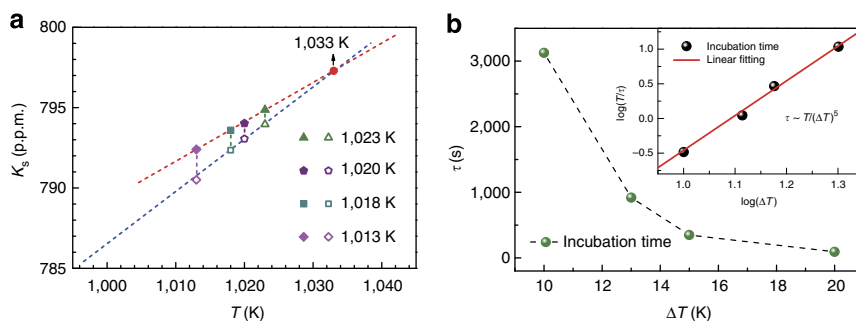 a
800
795
790
785
K_s (p.p.m.)
1,033 K
1,023 K
1,020 K
1,018 K
1,013 K
1,000 1,010 1,020 1,030 1,040
T (K)
b
3,000
2,000
1,000
0
τ (s)
Incubation time
10 12 14 16 18 20
ΔT (K)
1.0
0.5
0.0
−0.5
log(T/τ)
Incubation time
Linear fitting
τ ~ T/(ΔT)⁵
1.0 1.1 1.2 1.3
log(ΔT)